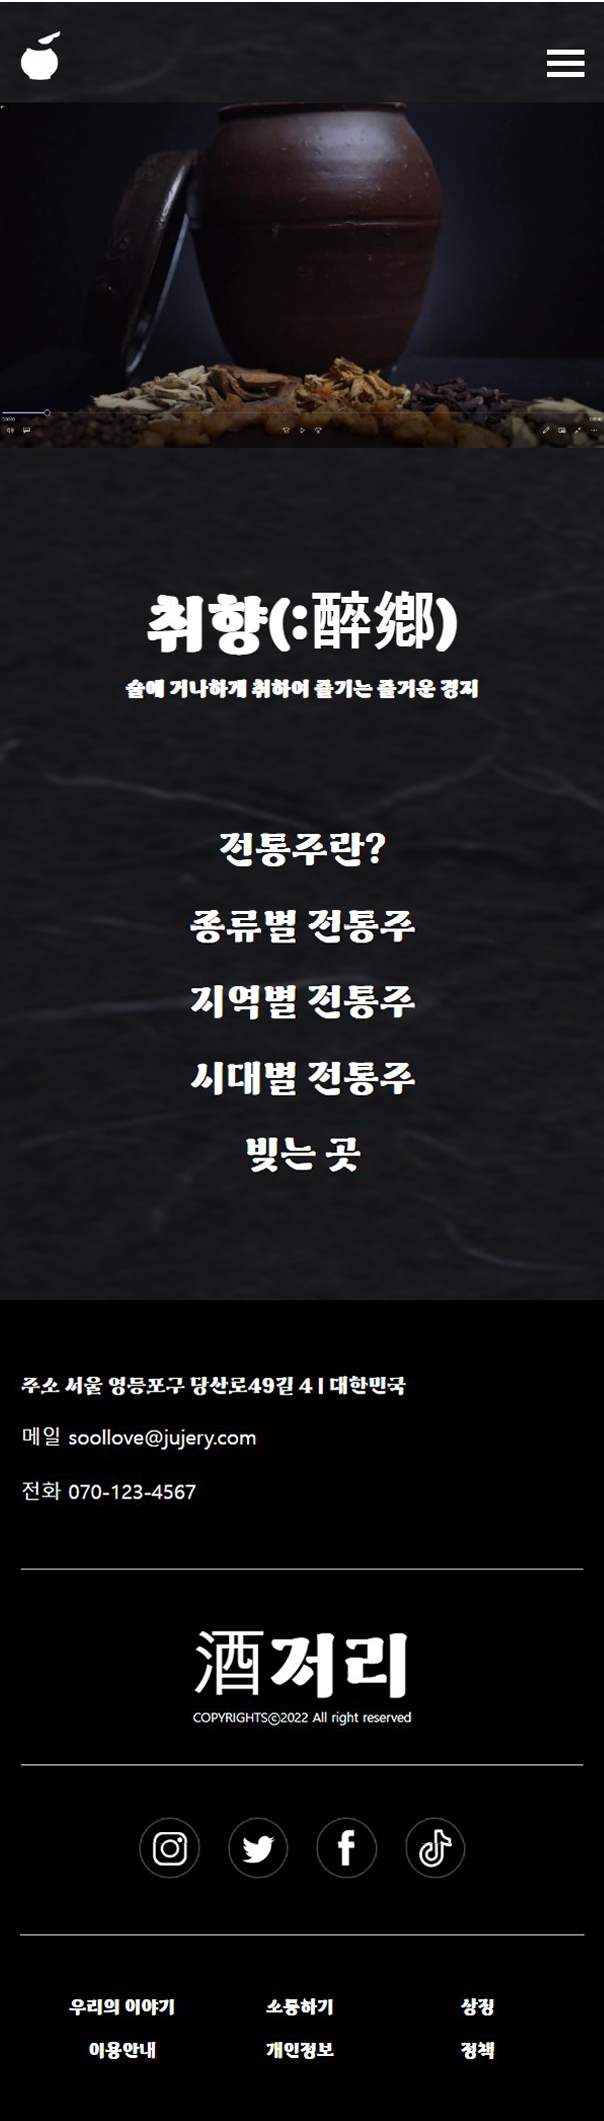 취향(:醉鄕)
술에 거나하게 취하여 즐기는 즐거운 경지
전통주란?
종류별 전통주
지역별 전통주
시대별 전통주
빚는 곳
주소 서울 영등포구 당산로49길 4 | 대한민국
메일 soollove@jujery.com
전화 070-123-4567
酒저리
COPYRIGHTSⓒ2022 All right reserved
우리의 이야기 소통하기 상점
이용안내 개인정보 정책